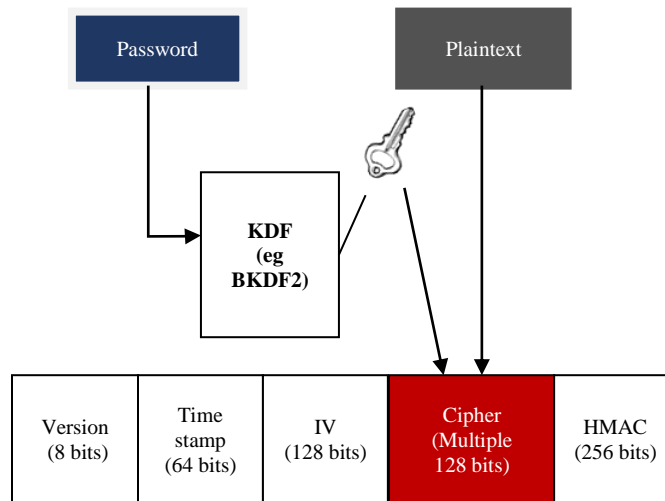 Password
Plaintext
KDF
(eg
BKDF2)
Version
(8 bits)
Time
stamp
(64 bits)
IV
(128 bits)
Cipher
(Multiple
128 bits)
HMAC
(256 bits)